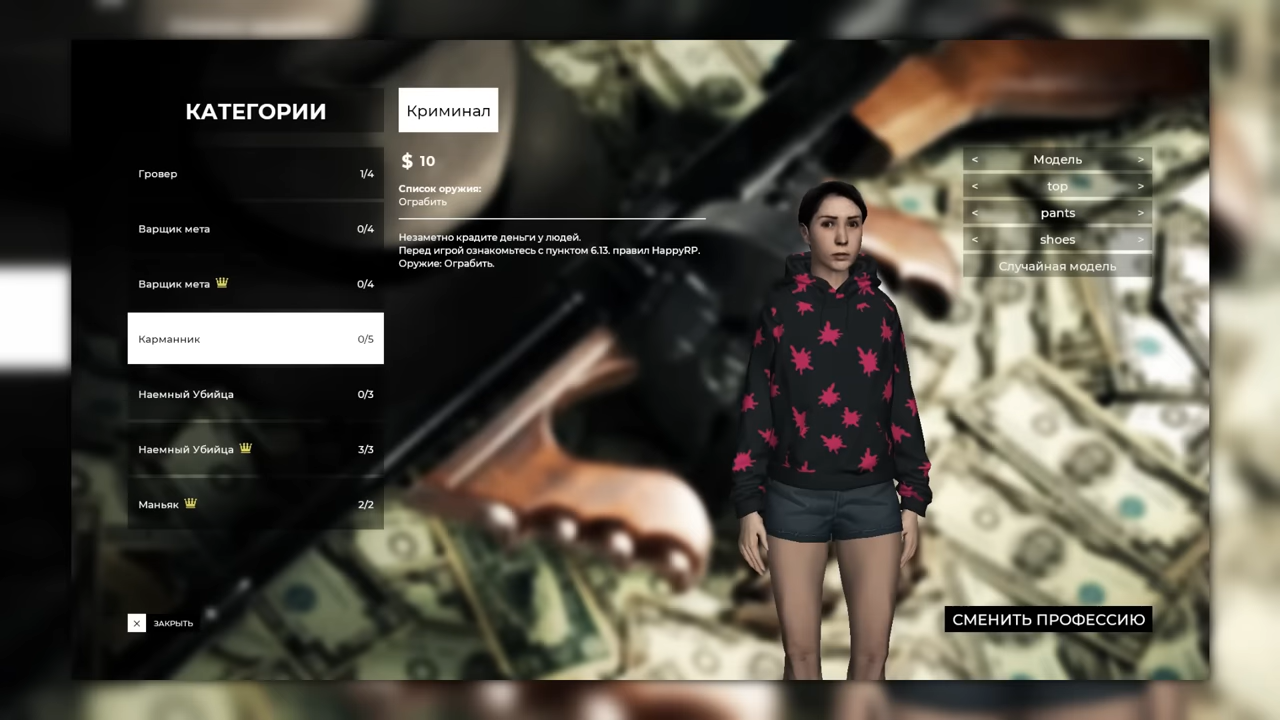 КАТЕГОРИИ
Гровер 1/4
Варщик мета 0/4
Варщик мета 0/4
Карманник 0/5
Наемный Убийца 0/3
Наемный Убийца 3/3
Маньяк 2/2
× ЗАКРЫТЬ
Криминал
$ 10
Список оружия:
Ограбить
Незаметно крадите деньги у людей.
Перед игрой ознакомьтесь с пунктом 6.13. правил HappyRP.
Оружие: Ограбить.
< Модель >
< top >
< pants >
< shoes >
Случайная модель
СМЕНИТЬ ПРОФЕССИЮ